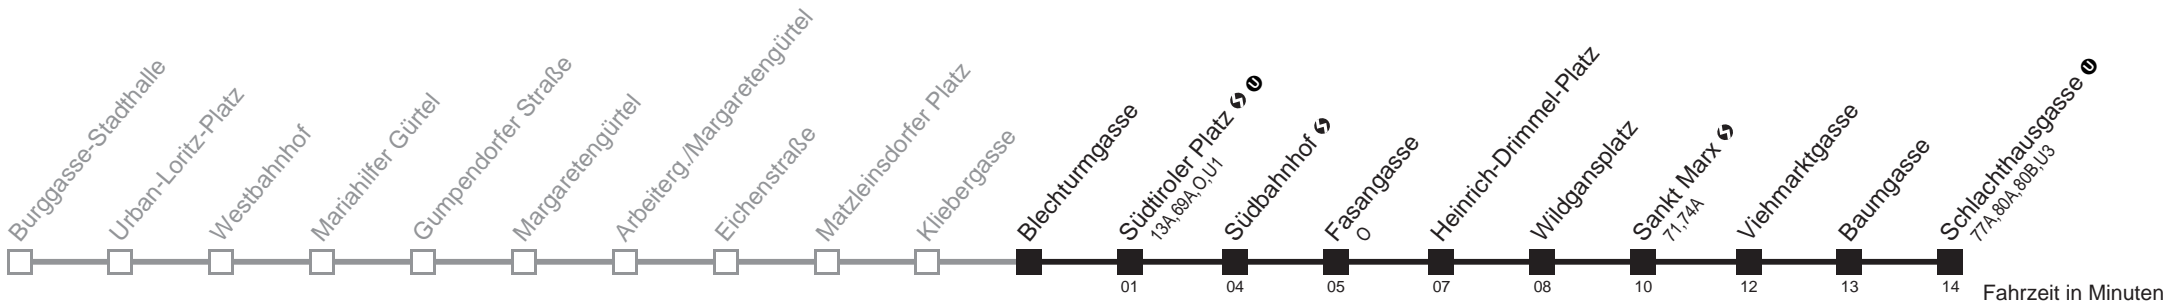 Burggasse-Stadthalle
Urban-Loritz-Platz
Westbahnhof
Mariahilfer Gürtel
Gumpendorfer Straße
Margaretengürtel
Arbeiterg./Margaretengürtel
Eichenstraße
Matzleinsdorfer Platz
Kliebergasse
Blechturmgasse
Südtiroler Platz S U
13A,69A,O,U1
Südbahnhof S
Fasangasse
O
Heinrich-Drimmel-Platz
Wildgansplatz
Sankt Marx S
71,74A
Viehmarktgasse
Baumgasse
Schlachthausgasse U
77A,80A,80B,U3
01 04 05 07 08 10 12 13 14 Fahrzeit in Minuten